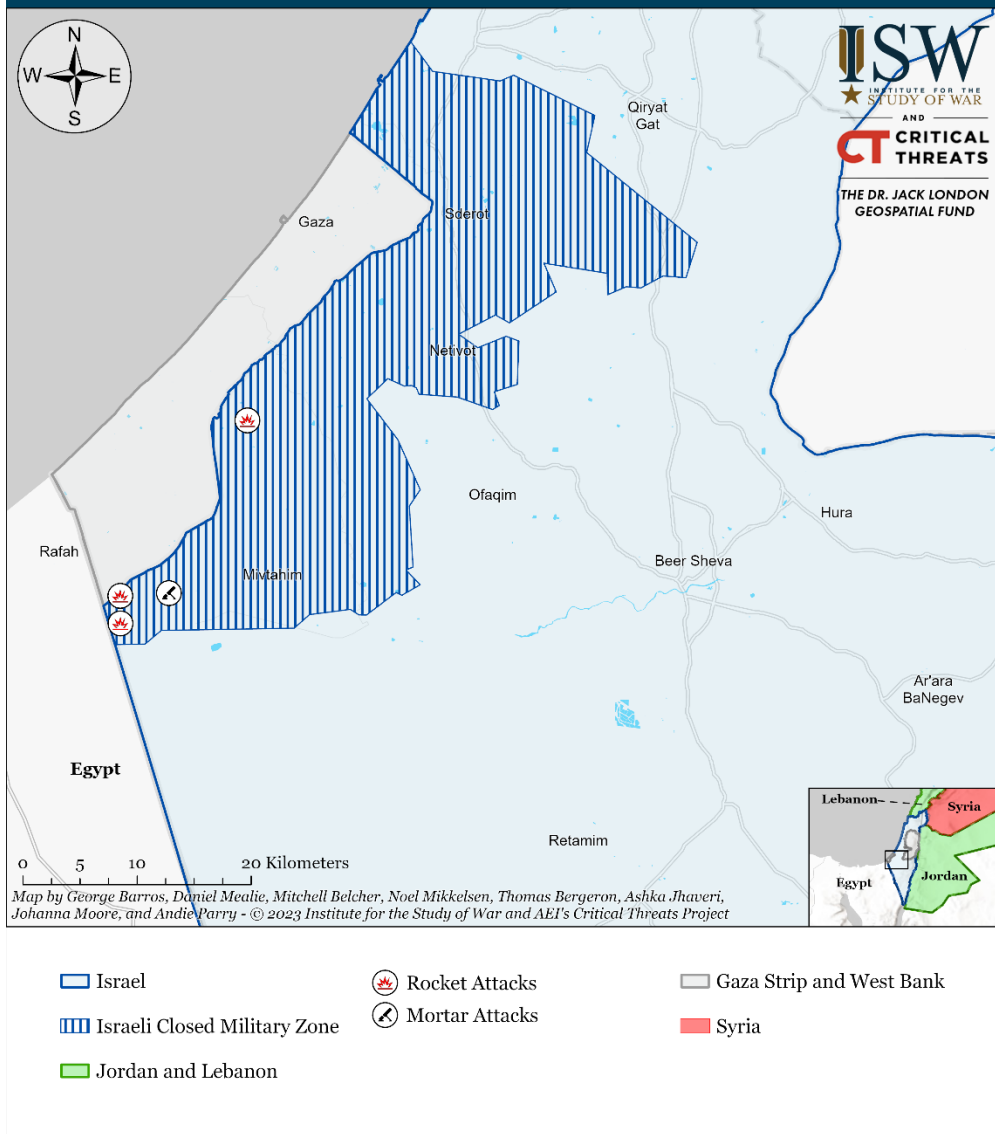 N
W
E
S
ISW
INSTITUTE FOR THE
STUDY OF WAR
AND
CT CRITICAL
THREATS
THE DR. JACK LONDON
GEOSPATIAL FUND
Qiryat
Gat
Sderot
Gaza
Netivot
Ofaqim
Hura
Rafah
Beer Sheva
Mivtahim
Ar'ara
BaNegev
Egypt
Retamim
0 5 10 20 Kilometers
Map by George Barros, Daniel Mealie, Mitchell Belcher, Noel Mikkelsen, Thomas Bergeron, Ashka Jhaveri,
Johanna Moore, and Andie Parry - © 2023 Institute for the Study of War and AEI's Critical Threats Project
Lebanon
Syria
Egypt
Jordan
Israel
Israeli Closed Military Zone
Jordan and Lebanon
Rocket Attacks
Mortar Attacks
Gaza Strip and West Bank
Syria